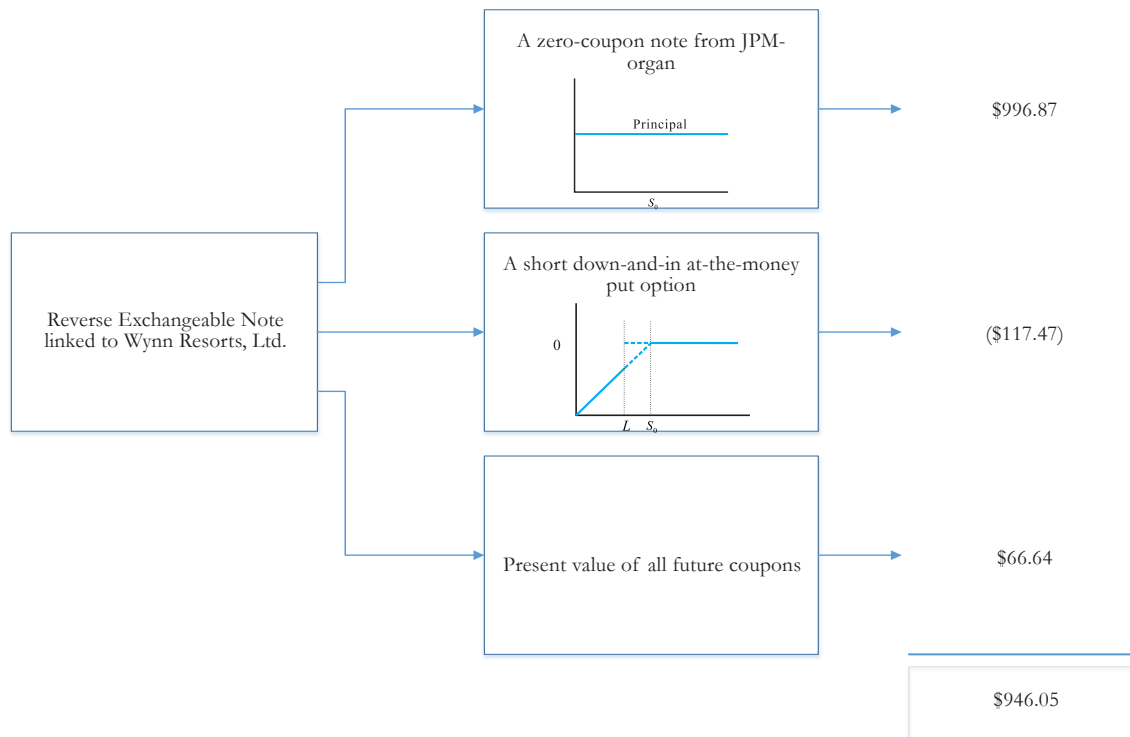 A zero-coupon note from JPM-
organ
Principal
S₀
$996.87
Reverse Exchangeable Note
linked to Wynn Resorts, Ltd.
A short down-and-in at-the-money
put option
0
L S₀
($117.47)
Present value of all future coupons
$66.64
$946.05